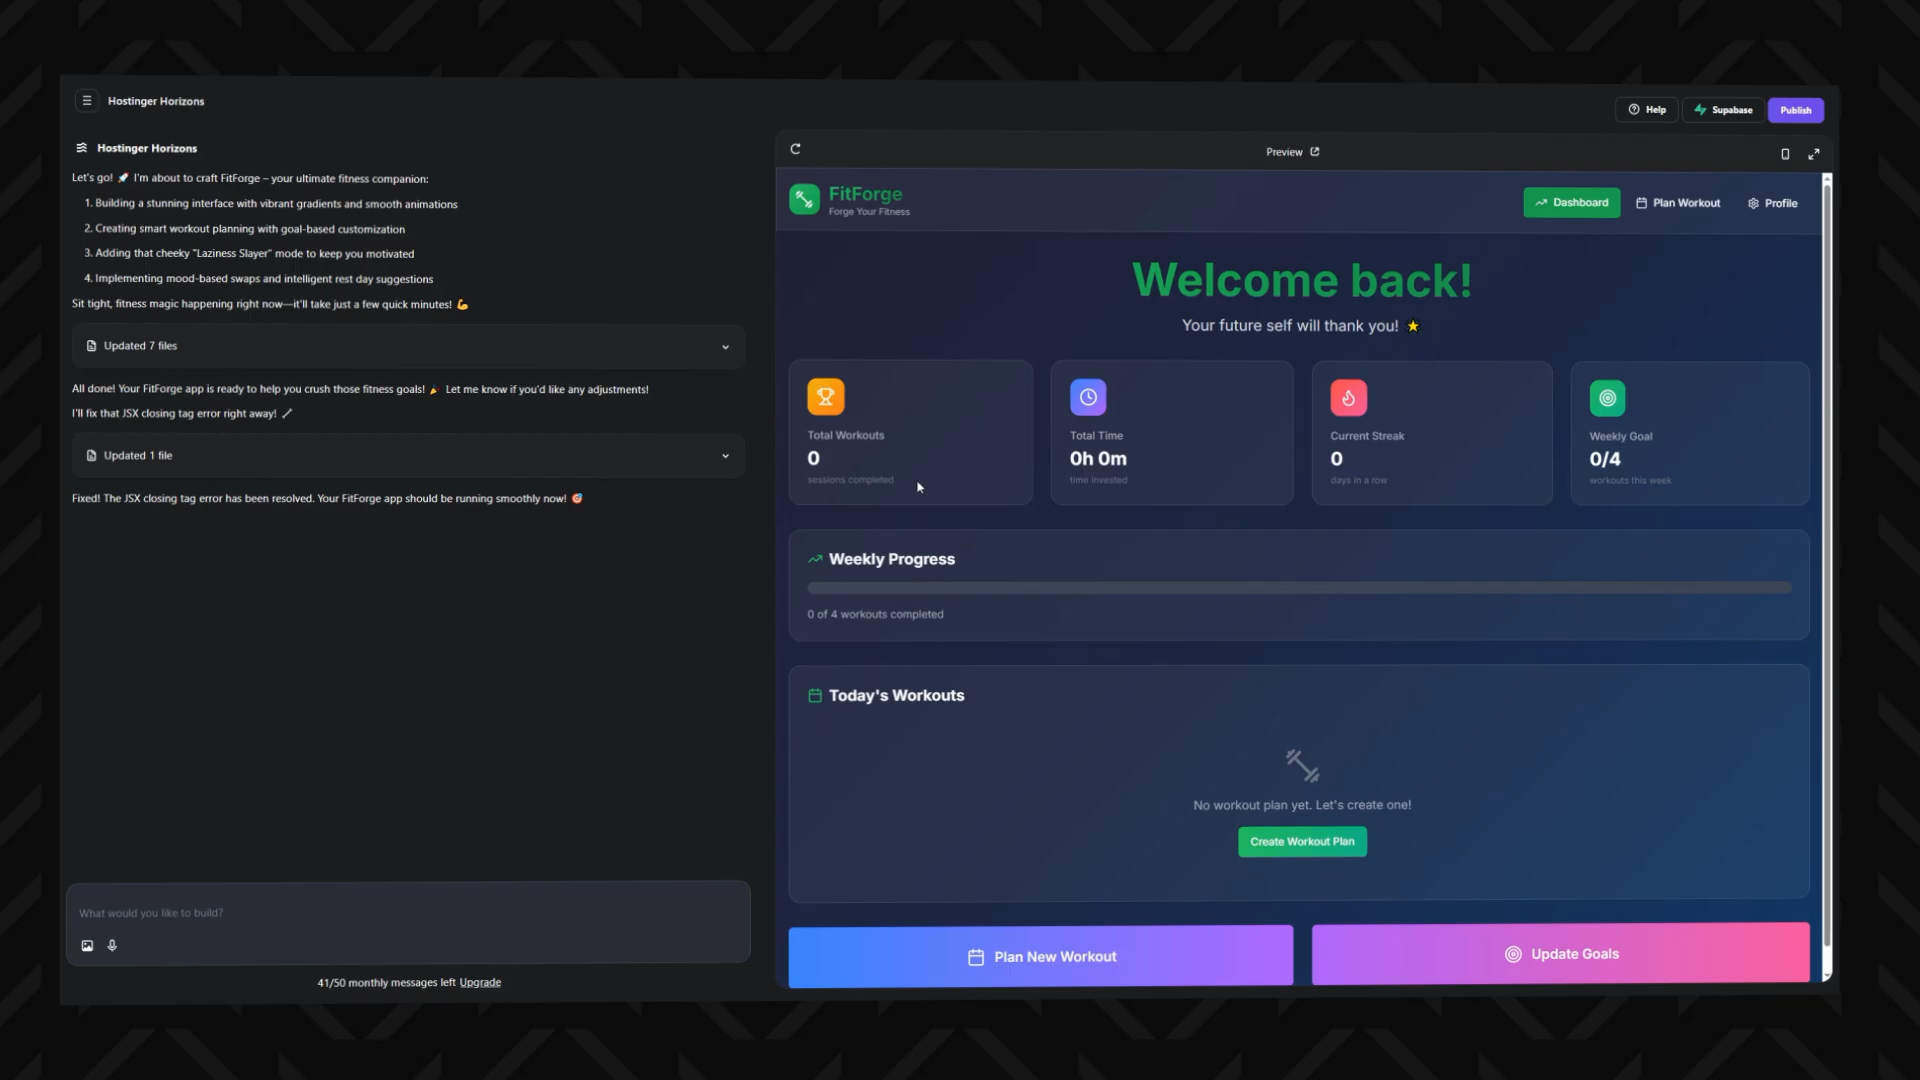 Hostinger Horizons
Help
Supabase
Publish
Hostinger Horizons
Let's go! 🚀 I'm about to craft FitForge – your ultimate fitness companion:
1. Building a stunning interface with vibrant gradients and smooth animations
2. Creating smart workout planning with goal-based customization
3. Adding that cheeky "Laziness Slayer" mode to keep you motivated
4. Implementing mood-based swaps and intelligent rest day suggestions
Sit tight, fitness magic happening right now—it'll take just a few quick minutes! 💪
Updated 7 files
All done! Your FitForge app is ready to help you crush those fitness goals! 🎉 Let me know if you'd like any adjustments!
I'll fix that JSX closing tag error right away! 🔧
Updated 1 file
Fixed! The JSX closing tag error has been resolved. Your FitForge app should be running smoothly now! 🎯
What would you like to build?
41/50 monthly messages left Upgrade
Preview
FitForge
Forge Your Fitness
Dashboard
Plan Workout
Profile
Welcome back!
Your future self will thank you! ⭐
Total Workouts
0
sessions completed
Total Time
0h 0m
time invested
Current Streak
0
days in a row
Weekly Goal
0/4
workouts this week
Weekly Progress
0 of 4 workouts completed
Today's Workouts
No workout plan yet. Let's create one!
Create Workout Plan
Plan New Workout
Update Goals